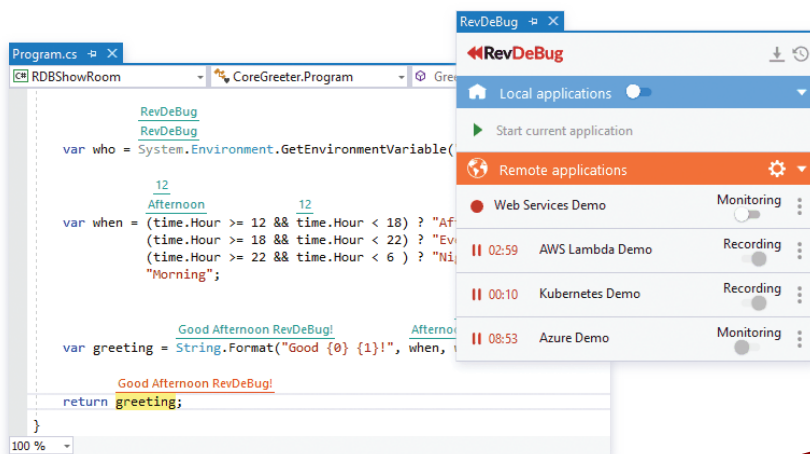 Program.cs
C# RDBShowRoom
CoreGreeter.Program
RevDeBug
RevDeBug
var who = System.Environment.GetEnvironmentVariable(
12
Afternoon 12
var when = (time.Hour >= 12 && time.Hour < 18) ? "Af
(time.Hour >= 18 && time.Hour < 22) ? "Eve
(time.Hour >= 22 && time.Hour < 6 ) ? "Nig
"Morning";
Good Afternoon RevDeBug! Afterno
var greeting = String.Format("Good {0} {1}!", when,
Good Afternoon RevDeBug!
return greeting;
}
100 %
RevDeBug
RevDeBug
Local applications
Start current application
Remote applications
Web Services Demo Monitoring
02:59 AWS Lambda Demo Recording
00:10 Kubernetes Demo Recording
08:53 Azure Demo Monitoring